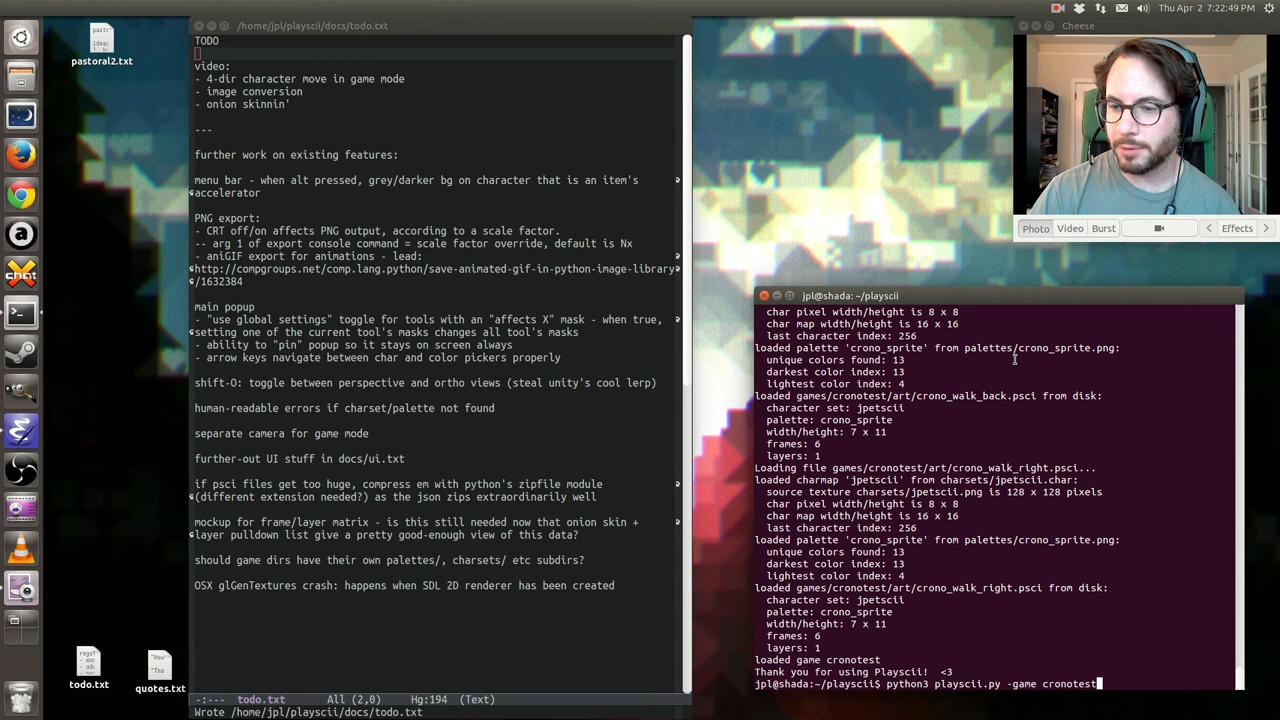 Thu Apr 2 7:22:49 PM
pastoral2.txt
todo.txt
quotes.txt
/home/jpl/playscii/docs/todo.txt
TODO
video:
- 4-dir character move in game mode
- image conversion
- onion skinnin'
---
further work on existing features:
menu bar - when alt pressed, grey/darker bg on character that is an item's
accelerator
PNG export:
- CRT off/on affects PNG output, according to a scale factor.
-- arg 1 of export console command = scale factor override, default is Nx
- aniGIF export for animations - lead:
http://compgroups.net/comp.lang.python/save-animated-gif-in-python-image-library
/1632384
main popup
- "use global settings" toggle for tools with an "affects X" mask - when true,
setting one of the current tool's masks changes all tool's masks
- ability to "pin" popup so it stays on screen always
- arrow keys navigate between char and color pickers properly
shift-O: toggle between perspective and ortho views (steal unity's cool lerp)
human-readable errors if charset/palette not found
separate camera for game mode
further-out UI stuff in docs/ui.txt
if psci files get too huge, compress em with python's zipfile module
(different extension needed?) as the json zips extraordinarily well
mockup for frame/layer matrix - is this still needed now that onion skin +
layer pulldown list give a pretty good-enough view of this data?
should game dirs have their own palettes/, charsets/ etc subdirs?
OSX glGenTextures crash: happens when SDL 2D renderer has been created
-:--- todo.txt All (2,0) Hg:194 (Text)
Wrote /home/jpl/playscii/docs/todo.txt
Cheese
Photo Video Burst Effects
jpl@shada: ~/playscii
char pixel width/height is 8 x 8
char map width/height is 16 x 16
last character index: 256
loaded palette 'crono_sprite' from palettes/crono_sprite.png:
unique colors found: 13
darkest color index: 13
lightest color index: 4
loaded games/cronotest/art/crono_walk_back.psci from disk:
character set: jpetscii
palette: crono_sprite
width/height: 7 x 11
frames: 6
layers: 1
Loading file games/cronotest/art/crono_walk_right.psci...
loaded charmap 'jpetscii' from charsets/jpetscii.char:
source texture charsets/jpetscii.png is 128 x 128 pixels
char pixel width/height is 8 x 8
char map width/height is 16 x 16
last character index: 256
loaded palette 'crono_sprite' from palettes/crono_sprite.png:
unique colors found: 13
darkest color index: 13
lightest color index: 4
loaded games/cronotest/art/crono_walk_right.psci from disk:
character set: jpetscii
palette: crono_sprite
width/height: 7 x 11
frames: 6
layers: 1
loaded game cronotest
Thank you for using Playscii! <3
jpl@shada:~/playscii$ python3 playscii.py -game cronotest